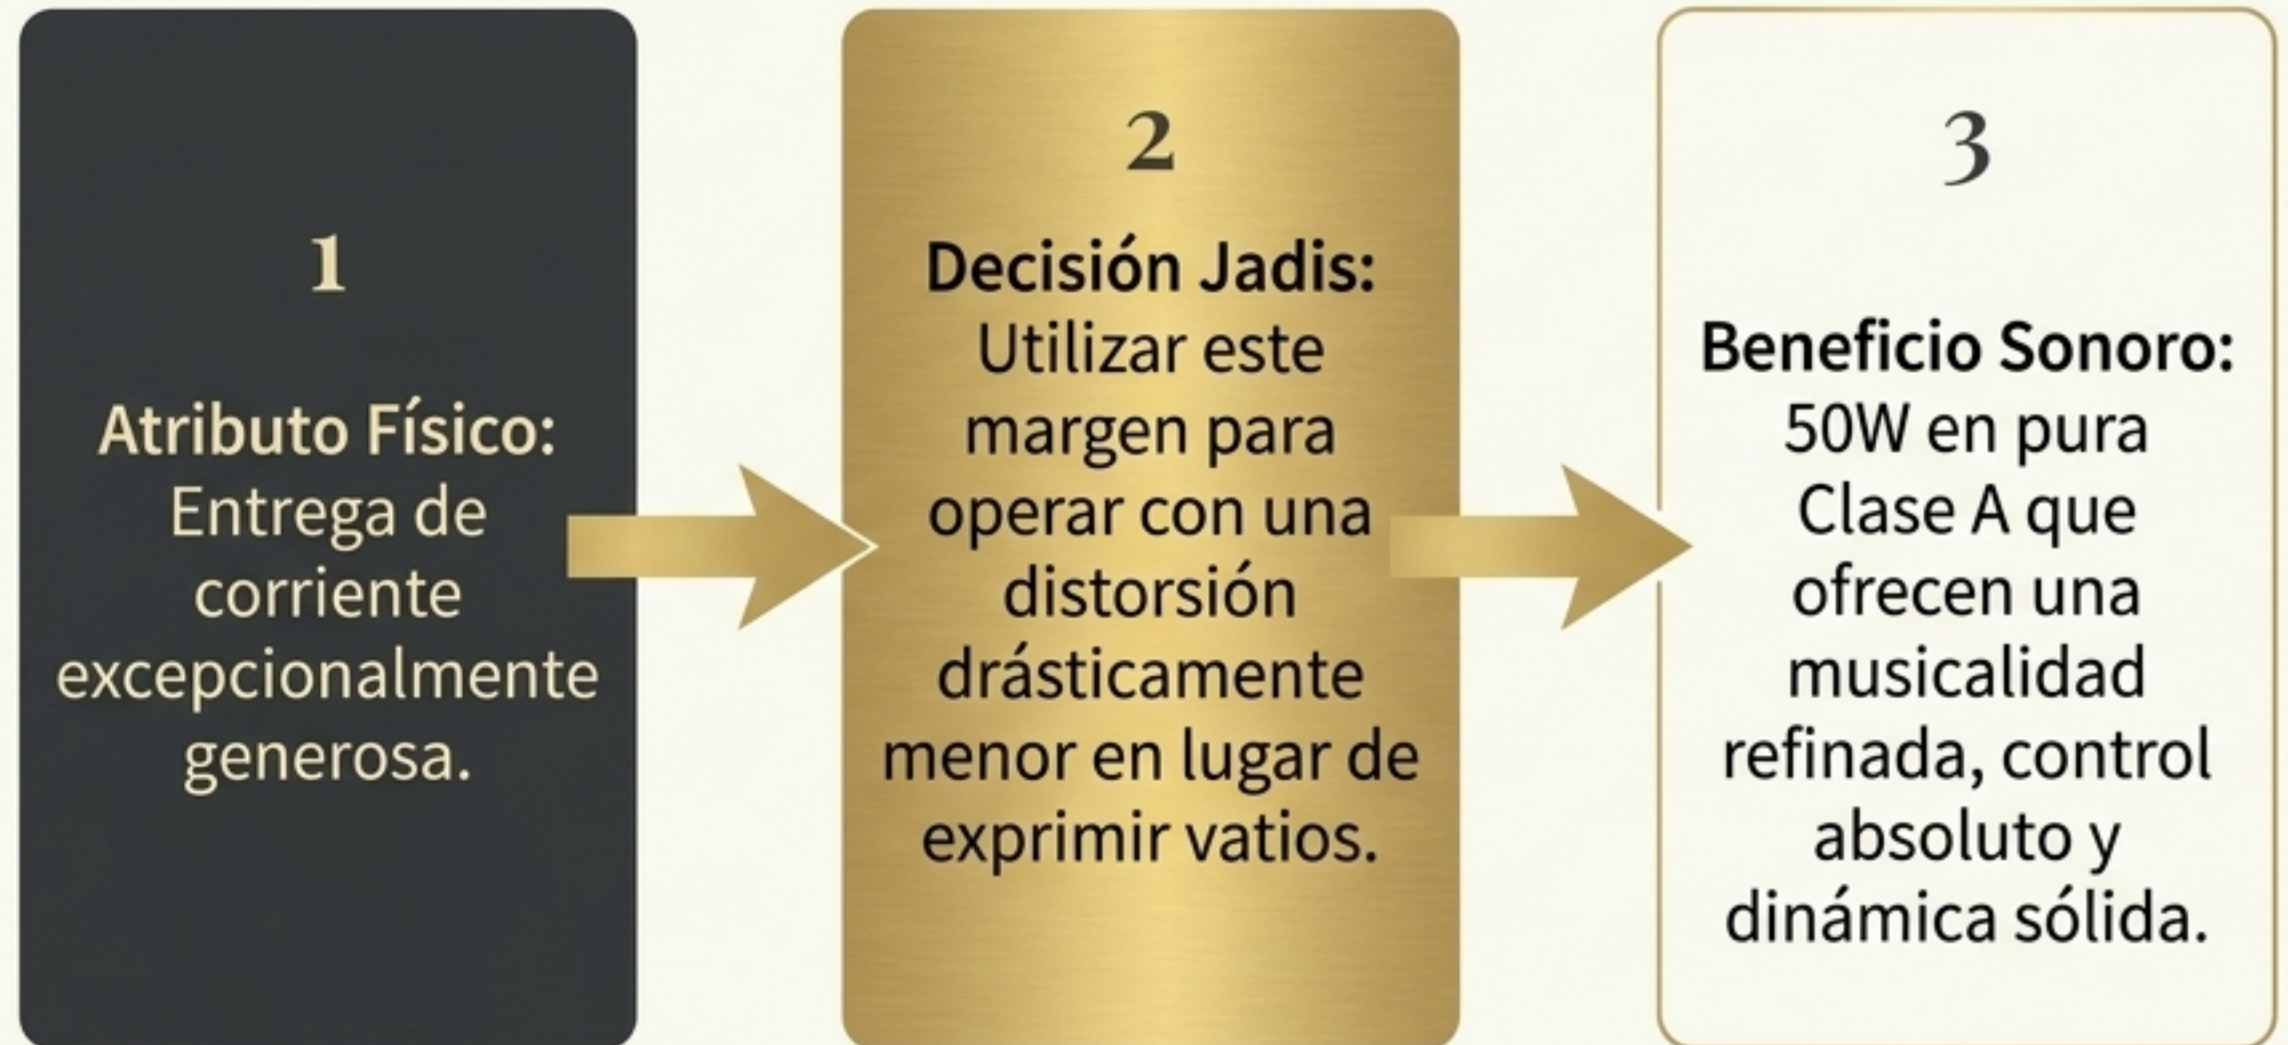 1
Atributo Físico:
Entrega de
corriente
excepcionalmente
generosa.
2
Decisión Jadis:
Utilizar este
margen para
operar con una
distorsión
drásticamente
menor en lugar de
exprimir vatios.
3
Beneficio Sonoro:
50W en pura
Clase A que
ofrecen una
musicalidad
refinada, control
absoluto y
dinámica sólida.